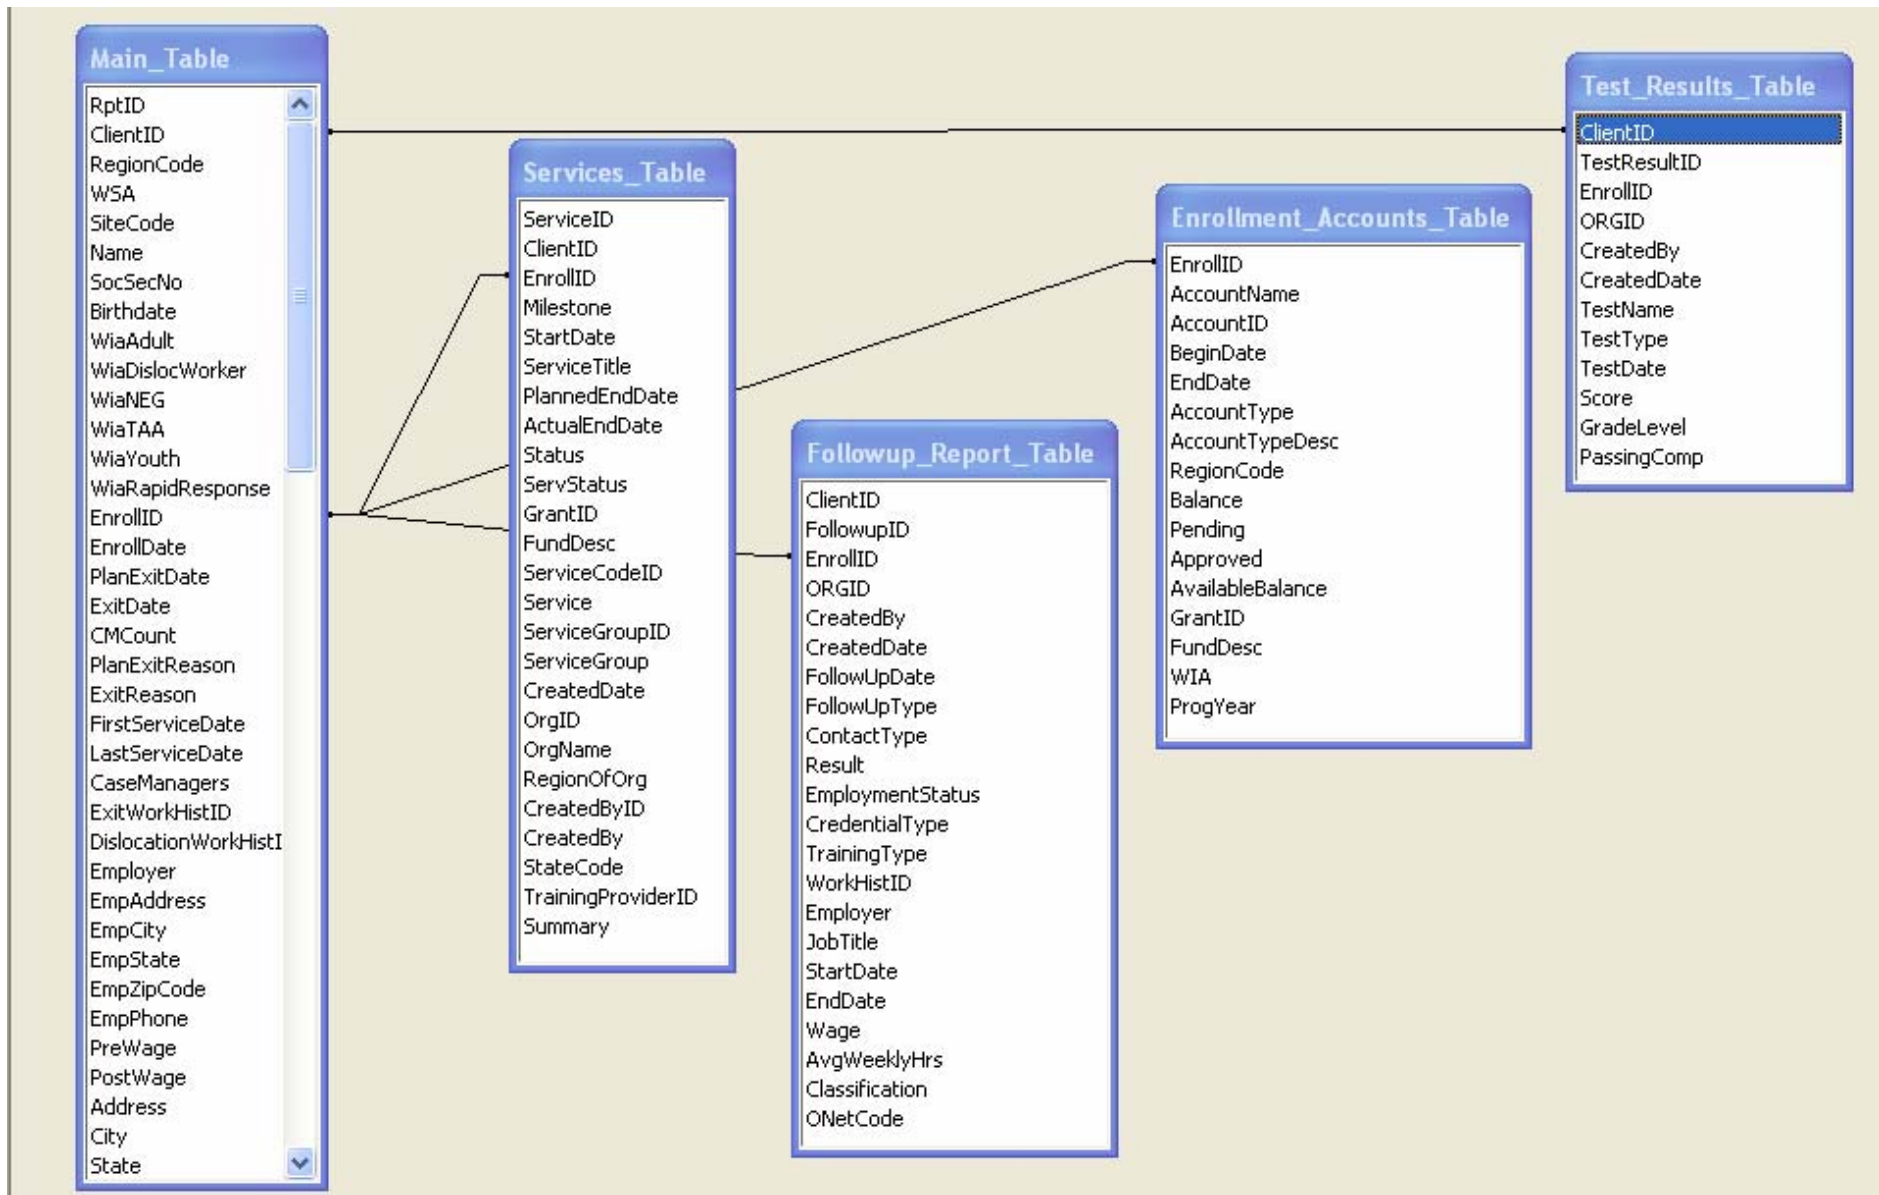 Main_Table
RptID
ClientID
RegionCode
WSA
SiteCode
Name
SocSecNo
Birthdate
WiaAdult
WiaDislocWorker
WiaNEG
WiaTAA
WiaYouth
WiaRapidResponse
EnrollID
EnrollDate
PlanExitDate
ExitDate
CMCount
PlanExitReason
ExitReason
FirstServiceDate
LastServiceDate
CaseManagers
ExitWorkHistID
DislocationWorkHistI
Employer
EmpAddress
EmpCity
EmpState
EmpZipCode
EmpPhone
PreWage
PostWage
Address
City
State
Services_Table
ServiceID
ClientID
EnrollID
Milestone
StartDate
ServiceTitle
PlannedEndDate
ActualEndDate
Status
ServStatus
GrantID
FundDesc
ServiceCodeID
Service
ServiceGroupID
ServiceGroup
CreatedDate
OrgID
OrgName
RegionOfOrg
CreatedByID
CreatedBy
StateCode
TrainingProviderID
Summary
Followup_Report_Table
ClientID
FollowupID
EnrollID
ORGID
CreatedBy
CreatedDate
FollowUpDate
FollowUpType
ContactType
Result
EmploymentStatus
CredentialType
TrainingType
WorkHistID
Employer
JobTitle
StartDate
EndDate
Wage
AvgWeeklyHrs
Classification
ONetCode
Enrollment_Accounts_Table
EnrollID
AccountName
AccountID
BeginDate
EndDate
AccountType
AccountTypeDesc
RegionCode
Balance
Pending
Approved
AvailableBalance
GrantID
FundDesc
WIA
ProgYear
Test_Results_Table
ClientID
TestResultID
EnrollID
ORGID
CreatedBy
CreatedDate
TestName
TestType
TestDate
Score
GradeLevel
PassingComp